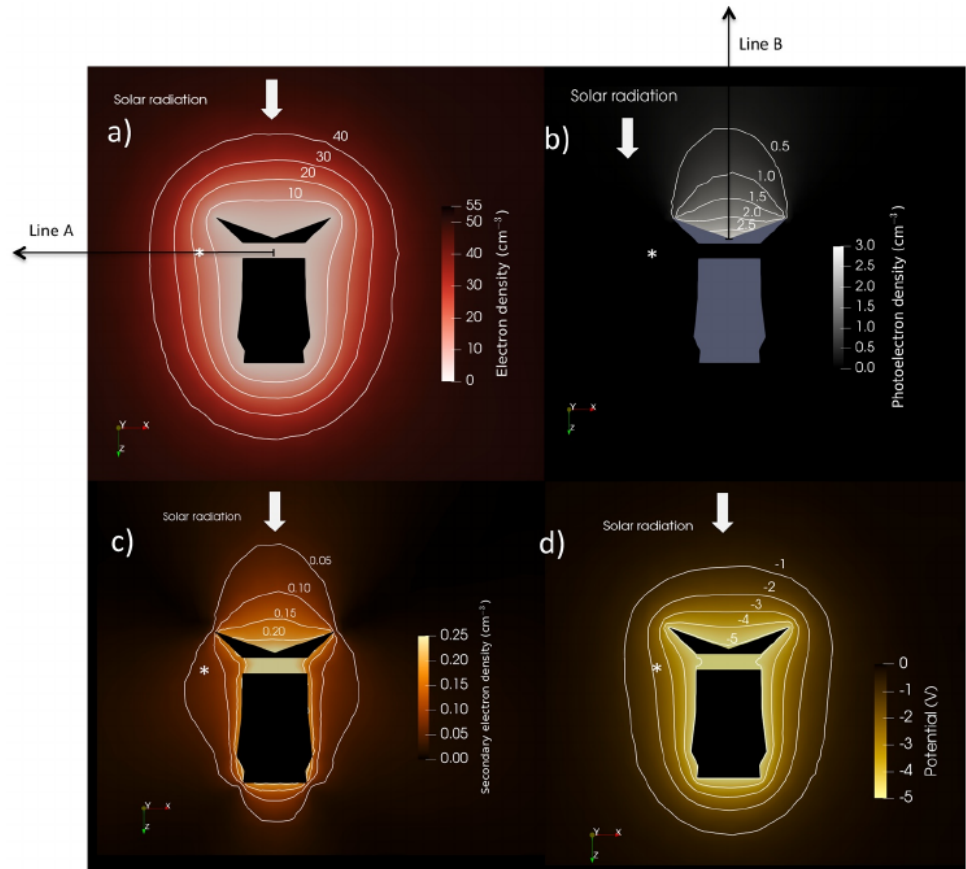 Line B
Line A
a)
Solar radiation
40
30
20
10
55
50
40
30
20
10
0
Electron density (cm⁻³)
Y
x
z
b)
Solar radiation
0.5
1.0
1.5
2.0
2.5
*
3.0
2.5
2.0
1.5
1.0
0.5
0.0
Photoelectron density (cm⁻³)
Y
x
z
c)
Solar radiation
0.05
0.10
0.15
0.20
*
0.25
0.20
0.15
0.10
0.05
0.00
Secondary electron density (cm⁻³)
Y
x
z
d)
Solar radiation
-1
-2
-3
-4
-5
*
0
-1
-2
-3
-4
-5
Potential (V)
Y
x
z